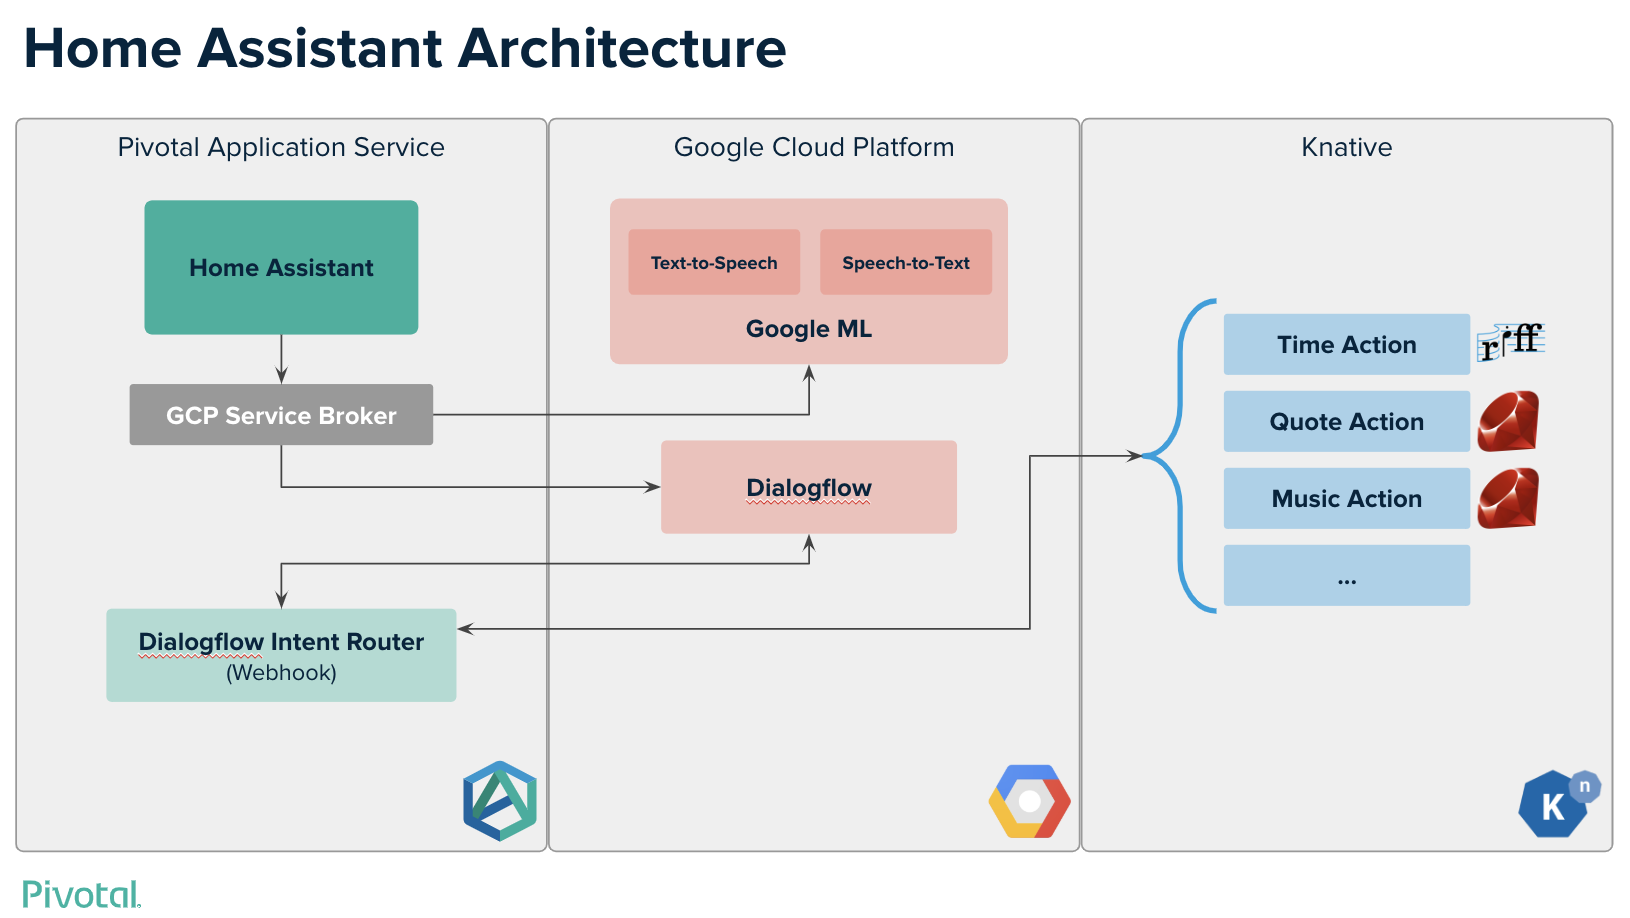 Home Assistant Architecture
Pivotal Application Service
Home Assistant
GCP Service Broker
Dialogflow Intent Router
(Webhook)
Google Cloud Platform
Text-to-Speech
Speech-to-Text
Google ML
Dialogflow
Knative
Time Action
riff
Quote Action
Music Action
...
K
n
Pivotal